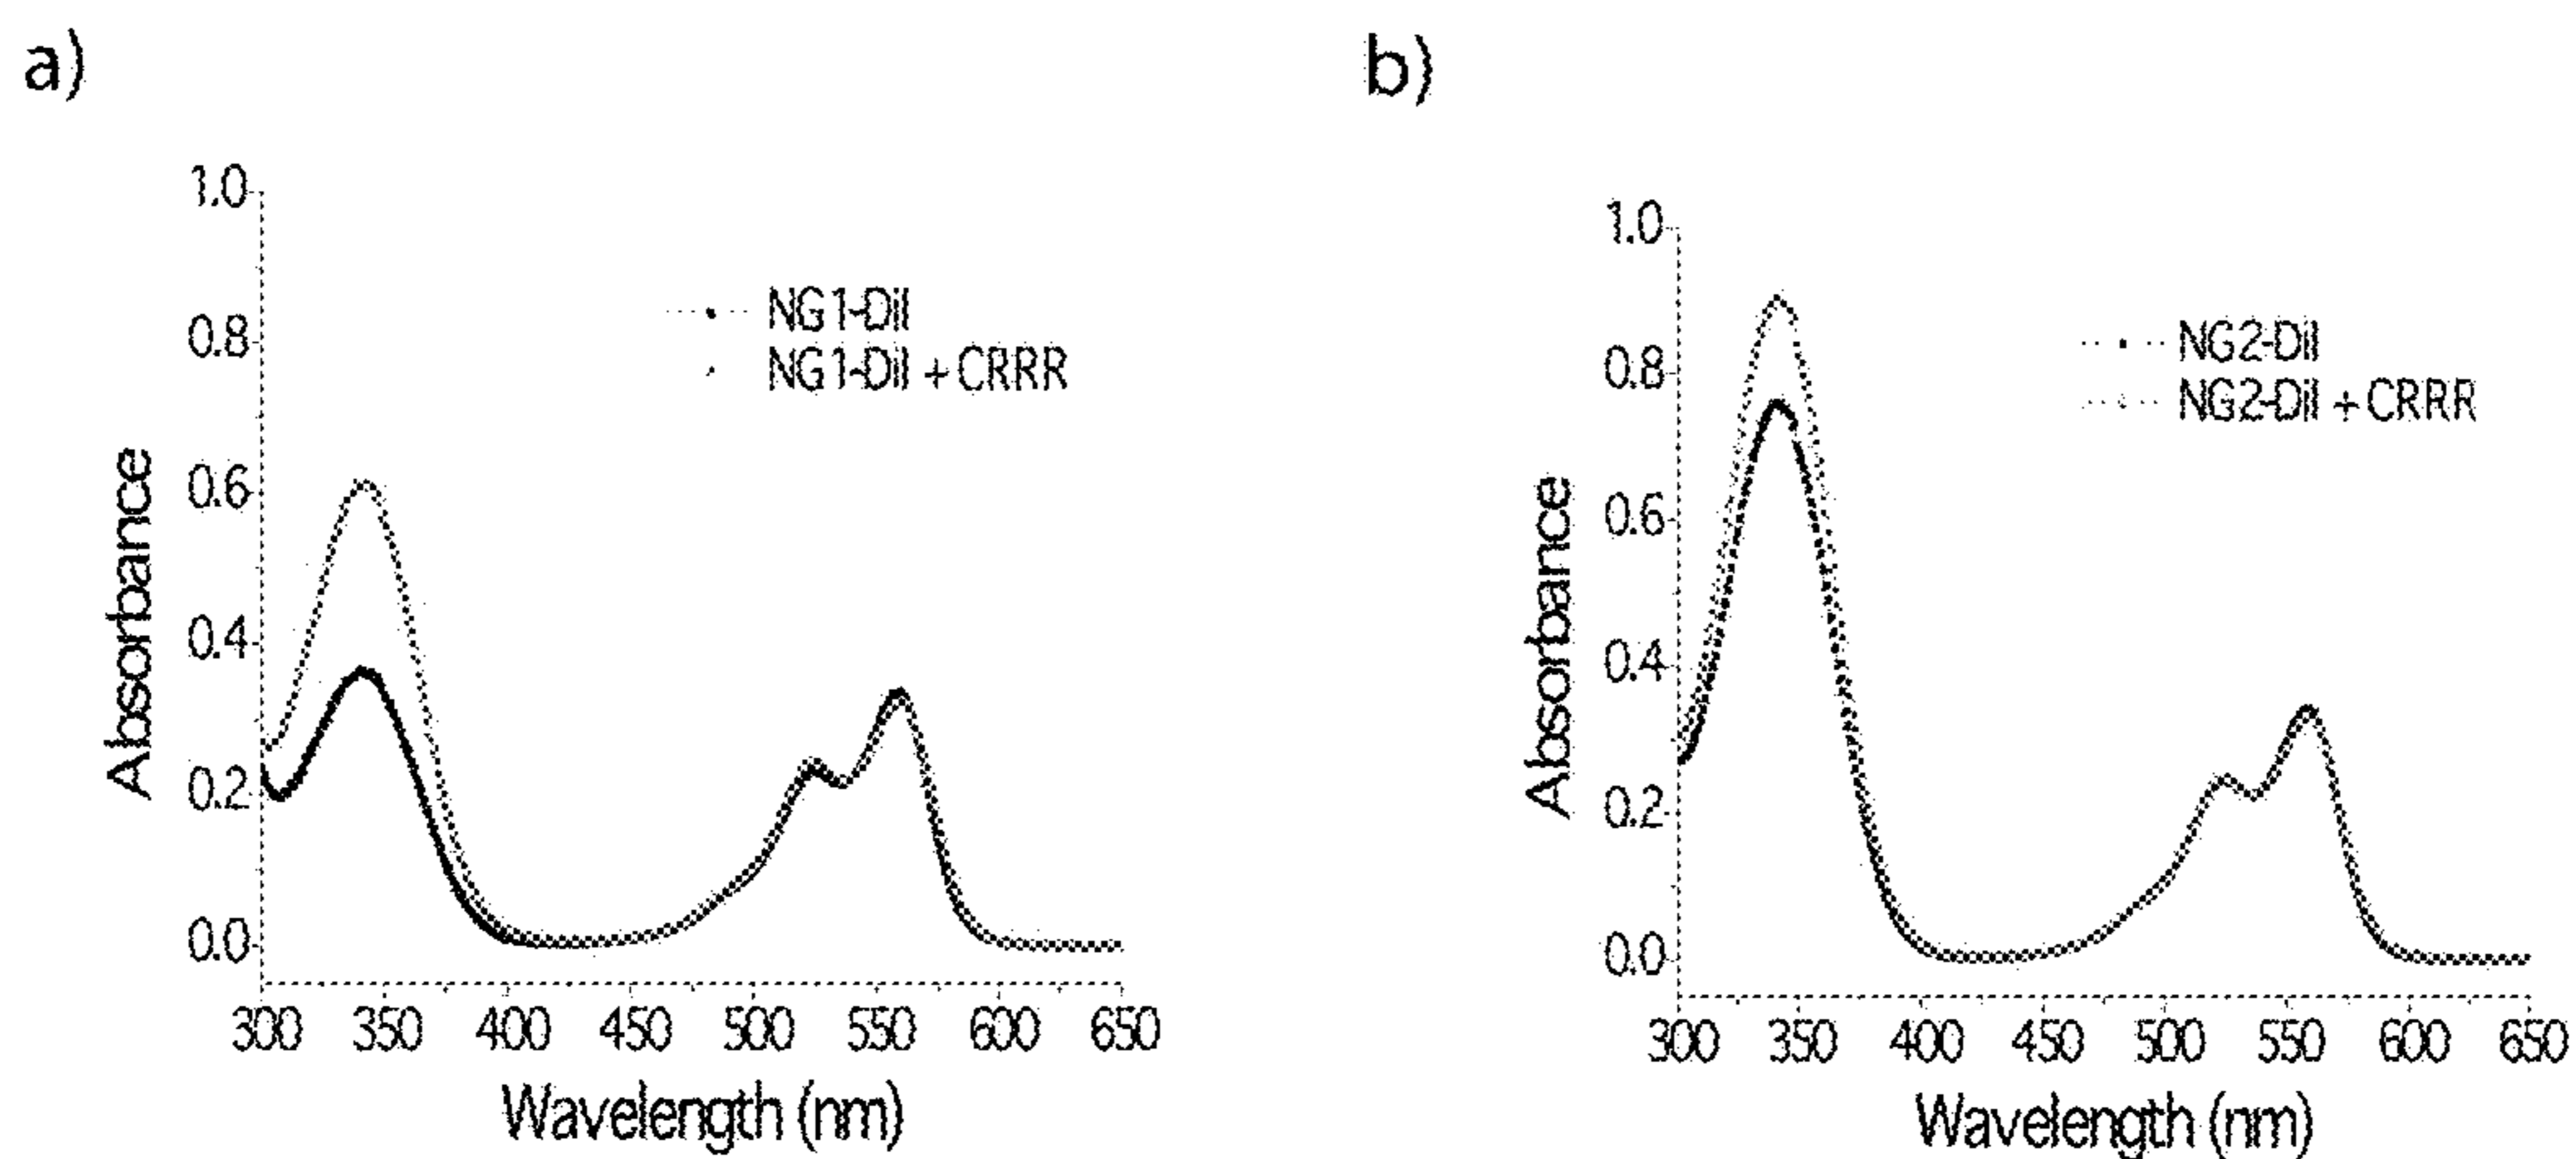 a)
1.0
0.8
0.6
0.4
0.2
0.0
Absorbance
NG1-DiI
NG1-DiI + CRRR
300 350 400 450 500 550 600 650
Wavelength (nm)
b)
1.0
0.8
0.6
0.4
0.2
0.0
Absorbance
NG2-DiI
NG2-DiI + CRRR
300 350 400 450 500 550 600 650
Wavelength (nm)